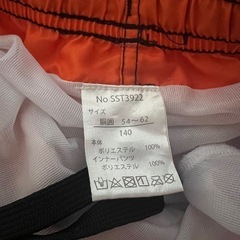 No SST3922
サイズ
胴囲 54～62
140
本体
ポリエステル 100%
インナーパンツ
ポリエステル 100%